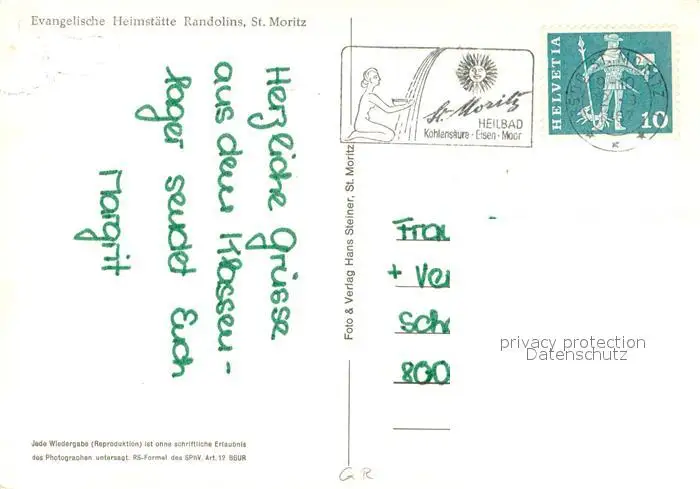 Evangelische Heimstätte Randolins, St. Moritz
Herzliche Grüsse
aus dem Klassen-
lager sendet Euch
Margrit
Jede Wiedergabe (Reproduktion) ist ohne schriftliche Erlaubnis
des Photographen untersagt. RS-Formel des SPhV. Art. 12 BGUR
Foto & Verlag Hans Steiner, St. Moritz
St. Moritz
HEILBAD
Kohlensäure · Eisen · Moor
HELVETIA
10
Frau
+ Ve
Sch
800
privacy protection
Datenschutz
GR